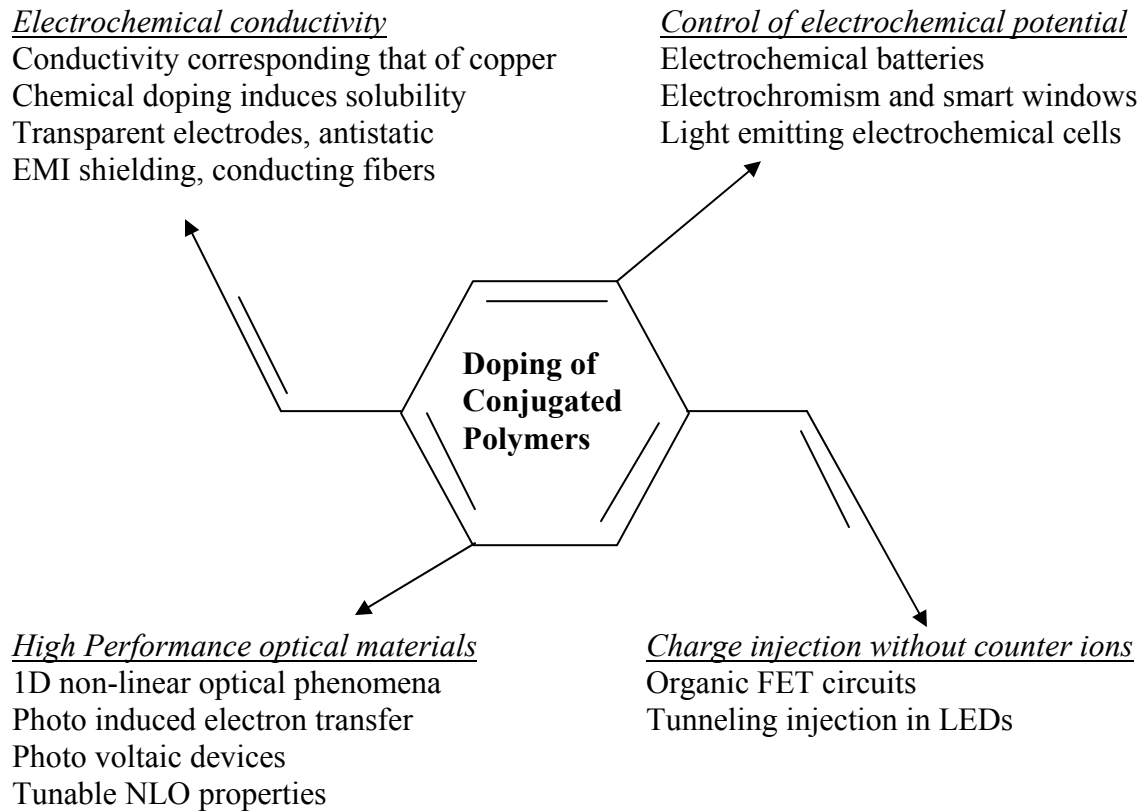 Electrochemical conductivity
Conductivity corresponding that of copper
Chemical doping induces solubility
Transparent electrodes, antistatic
EMI shielding, conducting fibers
Control of electrochemical potential
Electrochemical batteries
Electrochromism and smart windows
Light emitting electrochemical cells
Doping of
Conjugated
Polymers
High Performance optical materials
1D non-linear optical phenomena
Photo induced electron transfer
Photo voltaic devices
Tunable NLO properties
Charge injection without counter ions
Organic FET circuits
Tunneling injection in LEDs